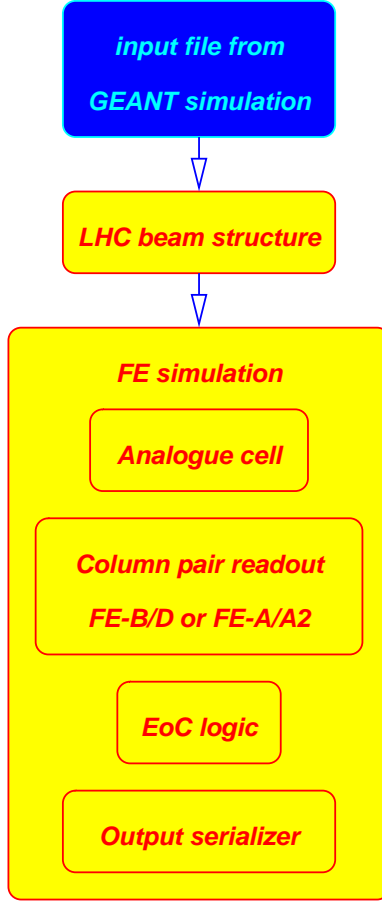 input file from
GEANT simulation
LHC beam structure
FE simulation
Analogue cell
Column pair readout
FE-B/D or FE-A/A2
EoC logic
Output serializer